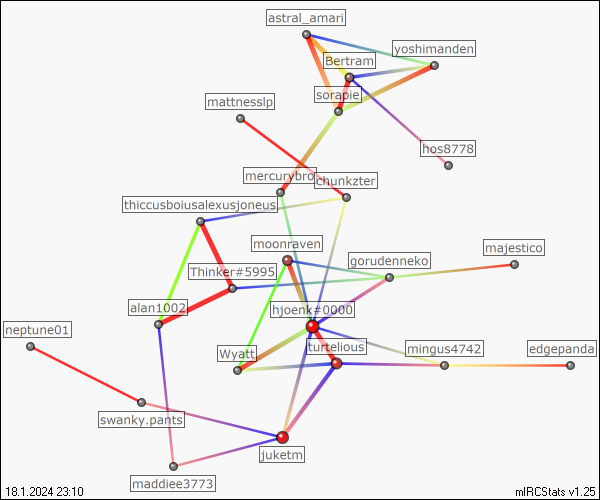 astral_amari
yoshimanden
Bertram
sorapie
mattnesslp
hos8778
mercurybro
chunkzter
thiccusboiusalexusjoneus
moonraven
majestico
gorudenneko
Thinker#5995
alan1002
hjoenk#0000
neptune01
Wyatt
turtelious
mingus4742
edgepanda
swanky.pants
juketm
maddiee3773
18.1.2024 23:10
mIRCStats v1.25